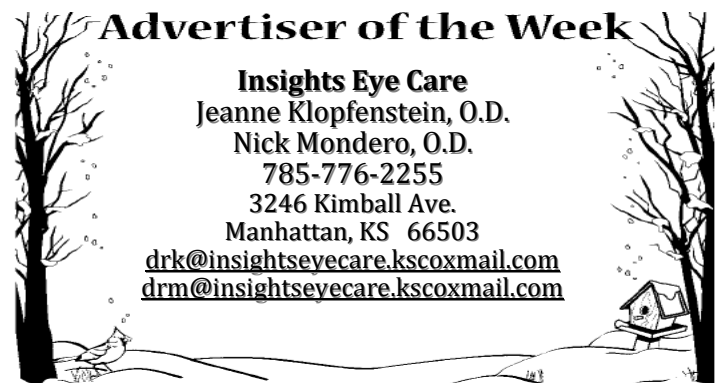 Advertiser of the Week
Insights Eye Care
Jeanne Klopfenstein, O.D.
Nick Mondero, O.D.
785-776-2255
3246 Kimball Ave.
Manhattan, KS 66503
drk@insightseyecare.kscoxmail.com
drm@insightseyecare.kscoxmail.com